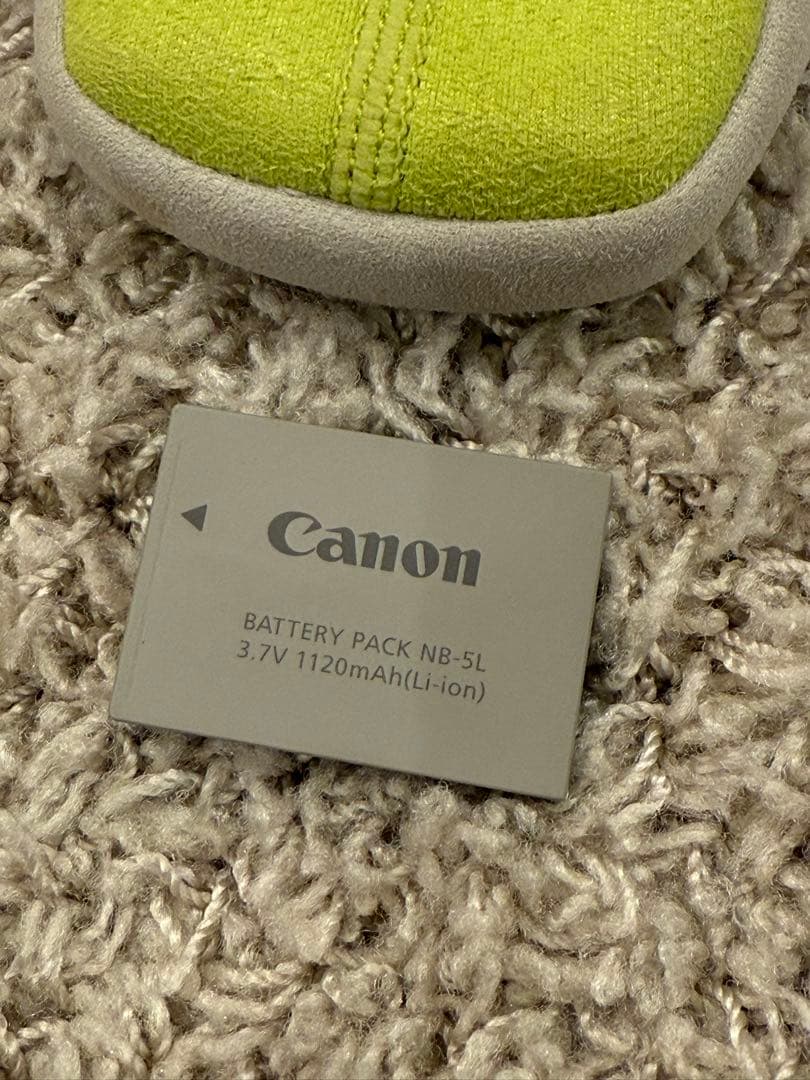 Canon
BATTERY PACK NB-5L
3.7V 1120mAh(Li-ion)